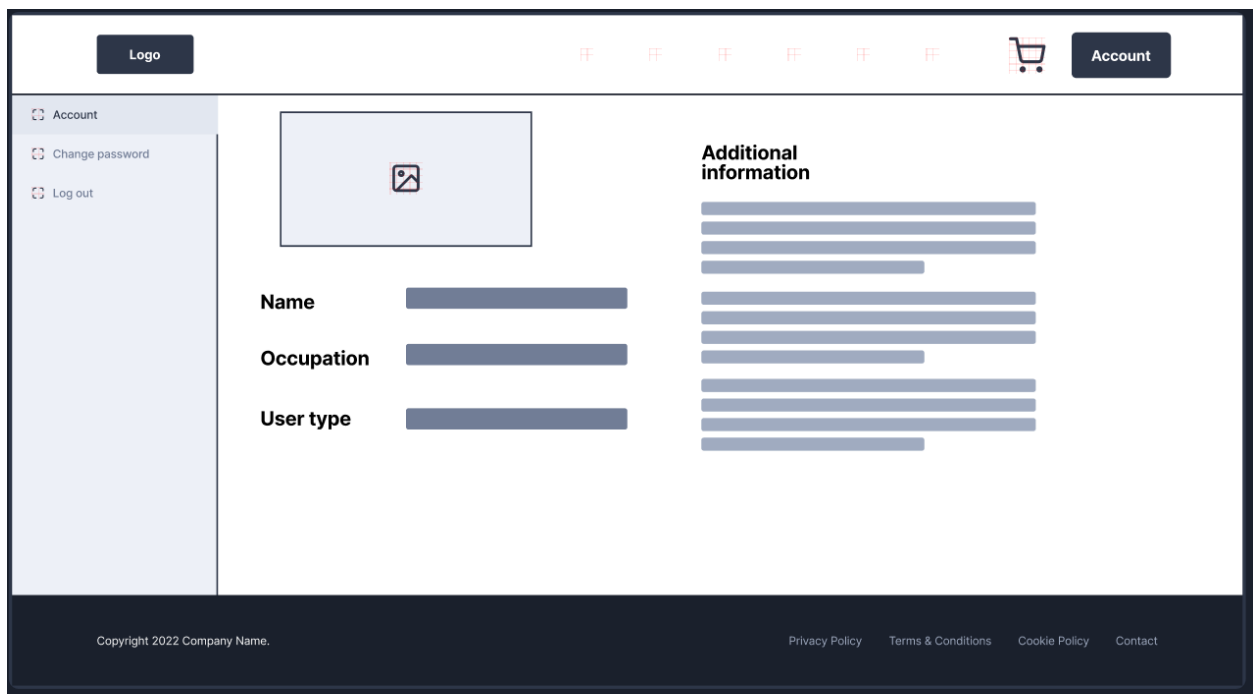 Logo
Account
Account
Change password
Log out
Additional
information
Name
Occupation
User type
Copyright 2022 Company Name.
Privacy Policy
Terms & Conditions
Cookie Policy
Contact